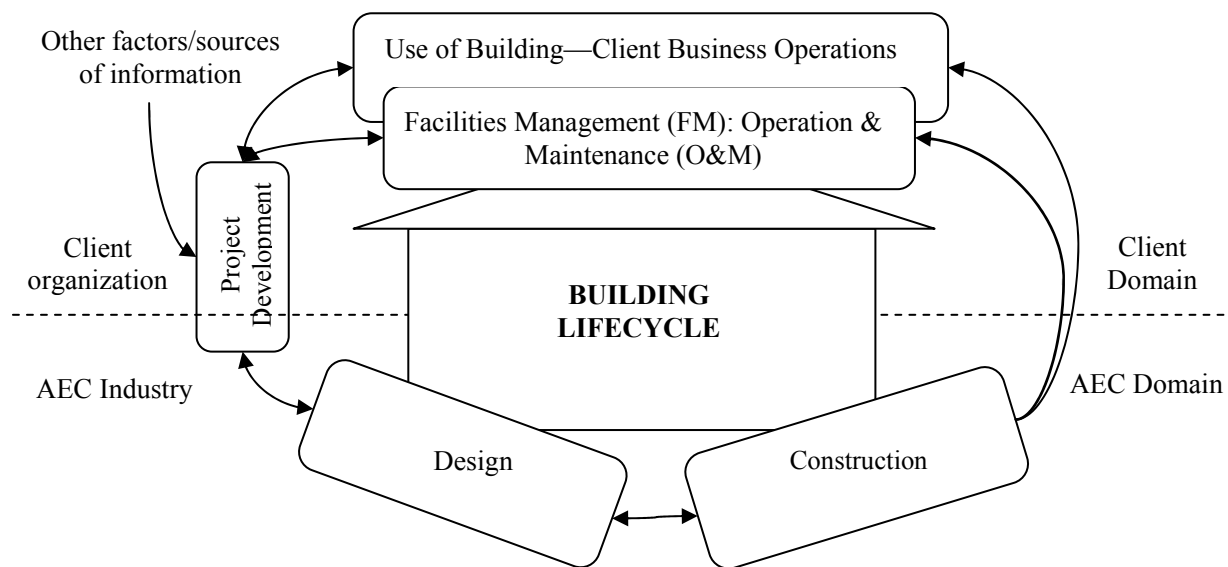 Other factors/sources
of information
Use of Building—Client Business Operations
Facilities Management (FM): Operation &
Maintenance (O&M)
Project
Development
Client
organization
Client
Domain
BUILDING
LIFECYCLE
AEC Industry
AEC Domain
Design
Construction